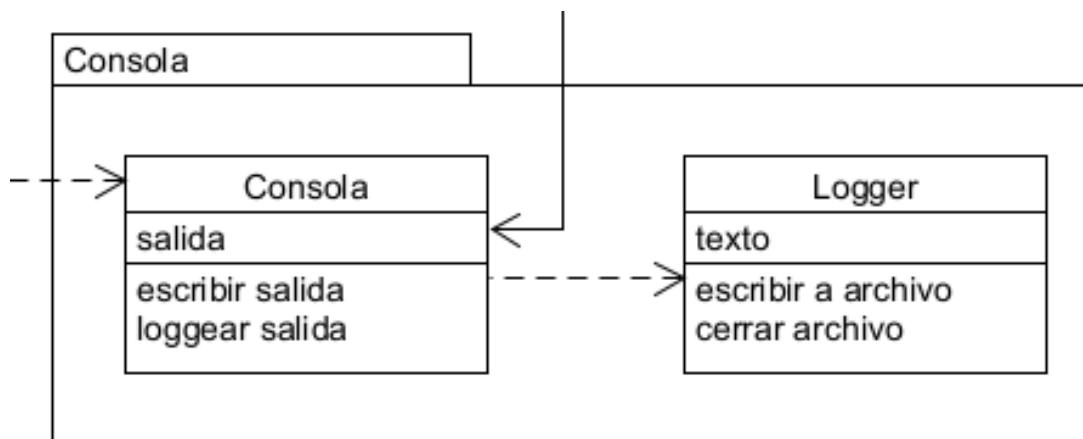 Consola
Consola
salida
escribir salida
loggear salida
Logger
texto
escribir a archivo
cerrar archivo